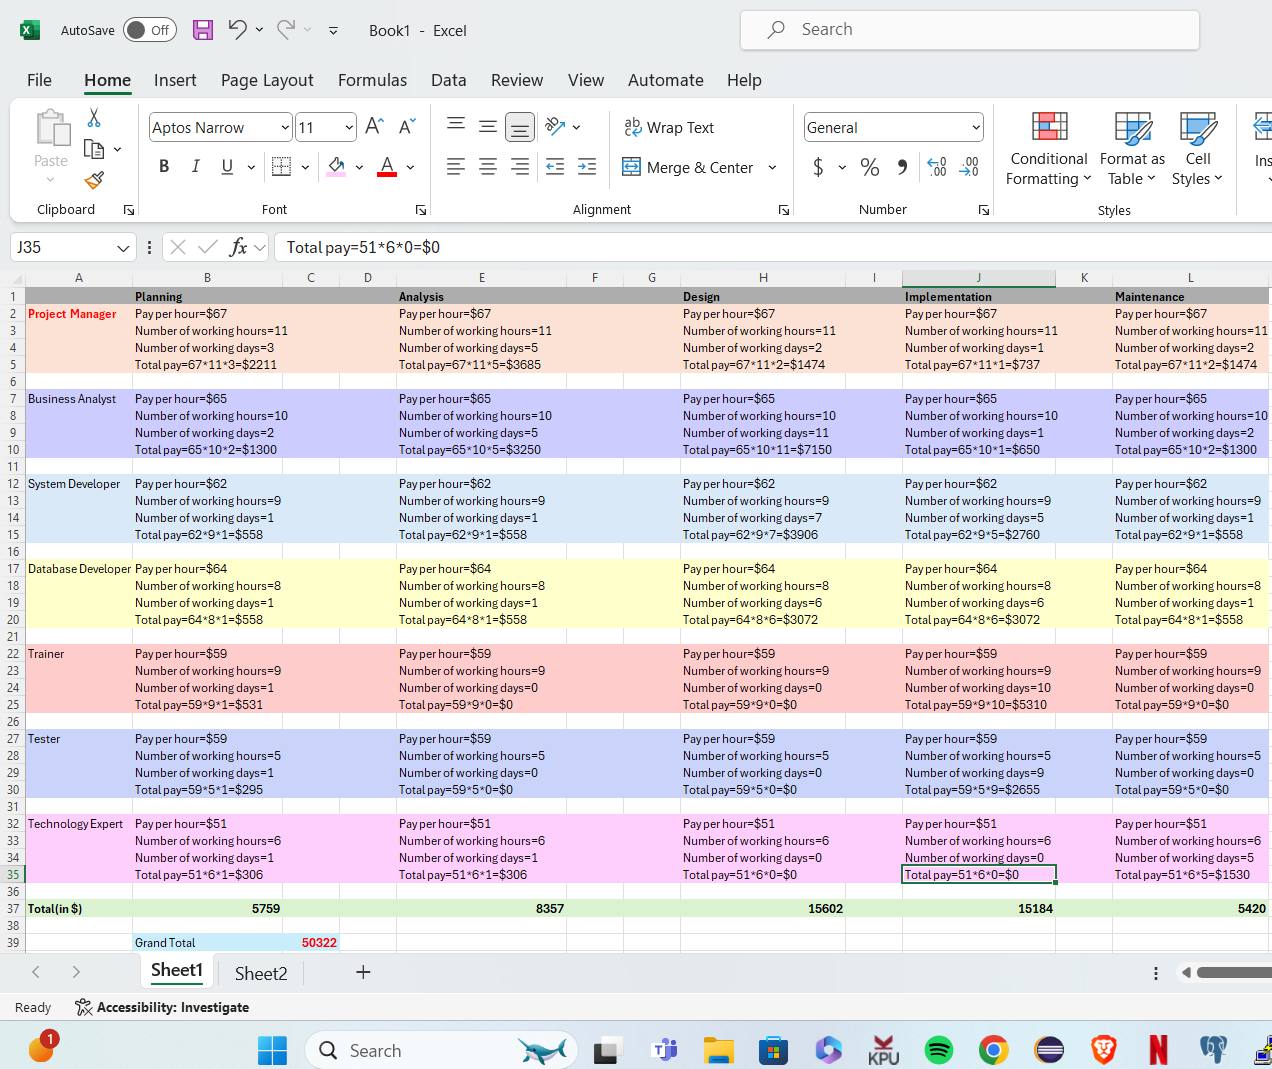 AutoSave Off Book1 - Excel Search
File Home Insert Page Layout Formulas Data Review View Automate Help
Paste
Aptos Narrow 11
Wrap Text
General
B I U
Merge & Center
$ % ,
Conditional Formatting
Format as Table
Cell Styles
Ins
Clipboard Font Alignment Number Styles
J35 fx Total pay=51*6*0=$0
A B C D E F G H I J K L
1 Planning Analysis Design Implementation Maintenance
2 Project Manager Pay per hour=$67 Pay per hour=$67 Pay per hour=$67 Pay per hour=$67 Pay per hour=$67
3 Number of working hours=11 Number of working hours=11 Number of working hours=11 Number of working hours=11 Number of working hours=11
4 Number of working days=3 Number of working days=5 Number of working days=2 Number of working days=1 Number of working days=2
5 Total pay=67*11*3=$2211 Total pay=67*11*5=$3685 Total pay=67*11*2=$1474 Total pay=67*11*1=$737 Total pay=67*11*2=$1474
6
7 Business Analyst Pay per hour=$65 Pay per hour=$65 Pay per hour=$65 Pay per hour=$65 Pay per hour=$65
8 Number of working hours=10 Number of working hours=10 Number of working hours=10 Number of working hours=10 Number of working hours=10
9 Number of working days=2 Number of working days=5 Number of working days=11 Number of working days=1 Number of working days=2
10 Total pay=65*10*2=$1300 Total pay=65*10*5=$3250 Total pay=65*10*11=$7150 Total pay=65*10*1=$650 Total pay=65*10*2=$1300
11
12 System Developer Pay per hour=$62 Pay per hour=$62 Pay per hour=$62 Pay per hour=$62 Pay per hour=$62
13 Number of working hours=9 Number of working hours=9 Number of working hours=9 Number of working hours=9 Number of working hours=9
14 Number of working days=1 Number of working days=1 Number of working days=7 Number of working days=5 Number of working days=1
15 Total pay=62*9*1=$558 Total pay=62*9*1=$558 Total pay=62*9*7=$3906 Total pay=62*9*5=$2760 Total pay=62*9*1=$558
16
17 Database Developer Pay per hour=$64 Pay per hour=$64 Pay per hour=$64 Pay per hour=$64 Pay per hour=$64
18 Number of working hours=8 Number of working hours=8 Number of working hours=8 Number of working hours=8 Number of working hours=8
19 Number of working days=1 Number of working days=1 Number of working days=6 Number of working days=6 Number of working days=1
20 Total pay=64*8*1=$558 Total pay=64*8*1=$558 Total pay=64*8*6=$3072 Total pay=64*8*6=$3072 Total pay=64*8*1=$558
21
22 Trainer Pay per hour=$59 Pay per hour=$59 Pay per hour=$59 Pay per hour=$59 Pay per hour=$59
23 Number of working hours=9 Number of working hours=9 Number of working hours=9 Number of working hours=9 Number of working hours=9
24 Number of working days=1 Number of working days=0 Number of working days=0 Number of working days=10 Number of working days=0
25 Total pay=59*9*1=$531 Total pay=59*9*0=$0 Total pay=59*9*0=$0 Total pay=59*9*10=$5310 Total pay=59*9*0=$0
26
27 Tester Pay per hour=$59 Pay per hour=$59 Pay per hour=$59 Pay per hour=$59 Pay per hour=$59
28 Number of working hours=5 Number of working hours=5 Number of working hours=5 Number of working hours=5 Number of working hours=5
29 Number of working days=1 Number of working days=0 Number of working days=0 Number of working days=9 Number of working days=0
30 Total pay=59*5*1=$295 Total pay=59*5*0=$0 Total pay=59*5*0=$0 Total pay=59*5*9=$2655 Total pay=59*5*0=$0
31
32 Technology Expert Pay per hour=$51 Pay per hour=$51 Pay per hour=$51 Pay per hour=$51 Pay per hour=$51
33 Number of working hours=6 Number of working hours=6 Number of working hours=6 Number of working hours=6 Number of working hours=6
34 Number of working days=1 Number of working days=1 Number of working days=0 Number of working days=0 Number of working days=5
35 Total pay=51*6*1=$306 Total pay=51*6*1=$306 Total pay=51*6*0=$0 Total pay=51*6*0=$0 Total pay=51*6*5=$1530
36
37 Total(in $) 5759 8357 15602 15184 5420
38
39 Grand Total 50322
Sheet1 Sheet2 +
Ready Accessibility: Investigate
1 Search KPU